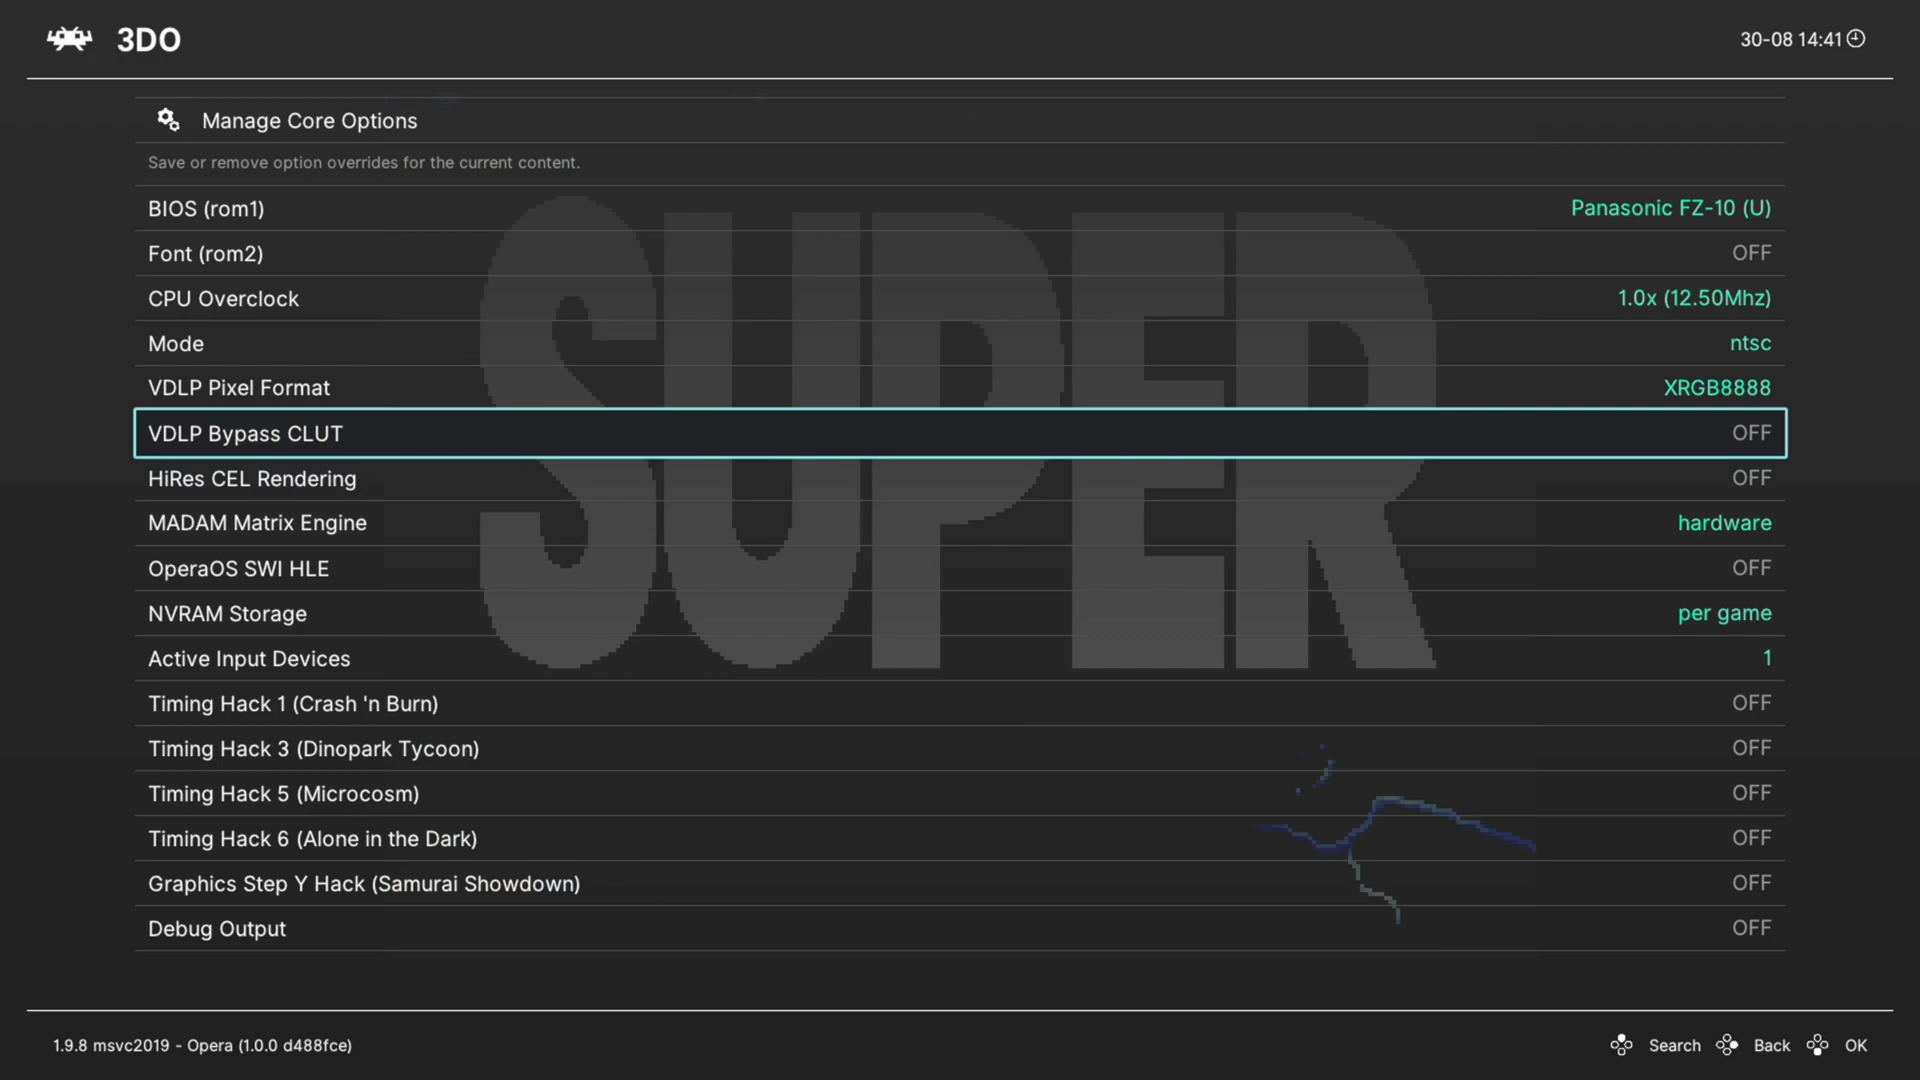 3DO
30-08 14:41
Manage Core Options
Save or remove option overrides for the current content.
BIOS (rom1) Panasonic FZ-10 (U)
Font (rom2) OFF
CPU Overclock 1.0x (12.50Mhz)
Mode ntsc
VDLP Pixel Format XRGB8888
VDLP Bypass CLUT OFF
HiRes CEL Rendering OFF
MADAM Matrix Engine hardware
OperaOS SWI HLE OFF
NVRAM Storage per game
Active Input Devices 1
Timing Hack 1 (Crash 'n Burn) OFF
Timing Hack 3 (Dinopark Tycoon) OFF
Timing Hack 5 (Microcosm) OFF
Timing Hack 6 (Alone in the Dark) OFF
Graphics Step Y Hack (Samurai Showdown) OFF
Debug Output OFF
SUPER
1.9.8 msvc2019 - Opera (1.0.0 d488fce)
Search Back OK